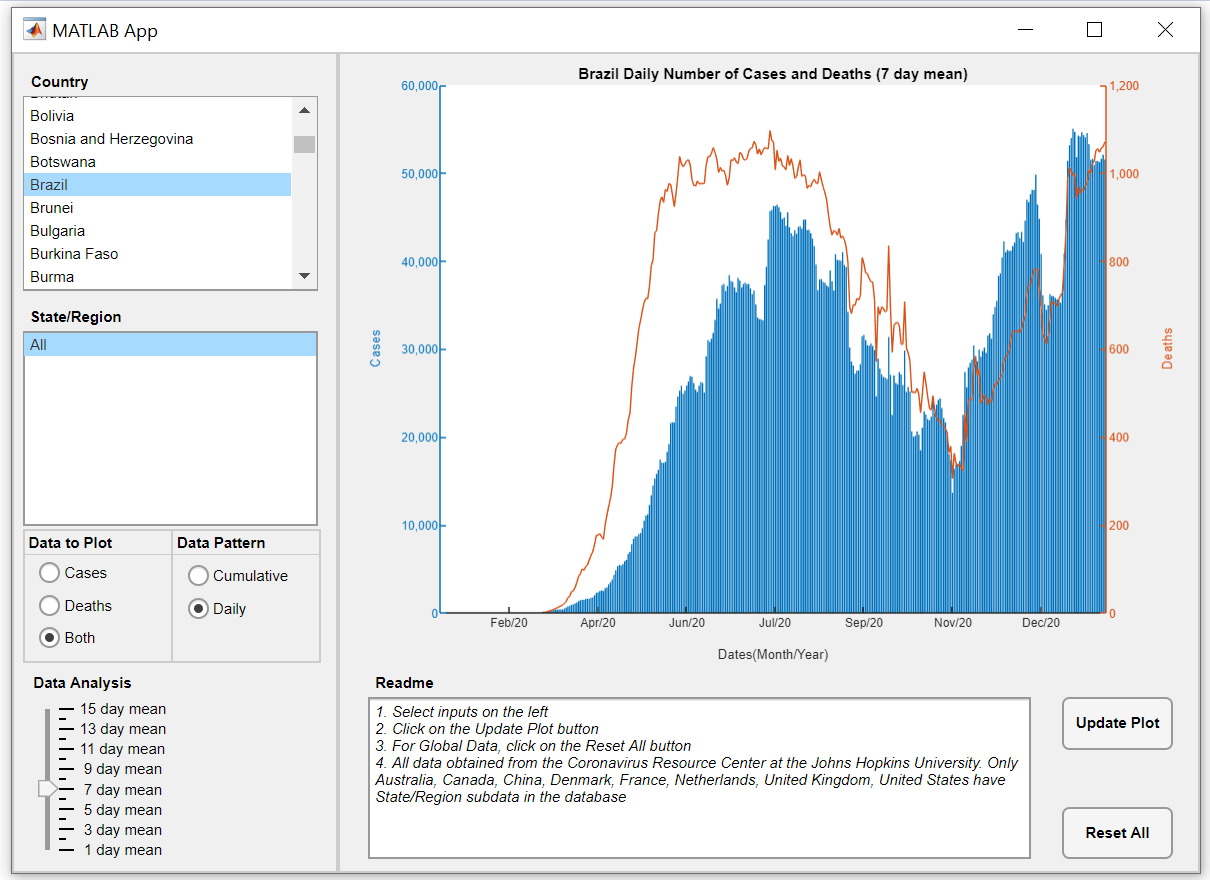 MATLAB App
Country
Bolivia
Bosnia and Herzegovina
Botswana
Brazil
Brunei
Bulgaria
Burkina Faso
Burma
State/Region
All
Data to Plot
Cases
Deaths
Both
Data Pattern
Cumulative
Daily
Data Analysis
15 day mean
13 day mean
11 day mean
9 day mean
7 day mean
5 day mean
3 day mean
1 day mean
Brazil Daily Number of Cases and Deaths (7 day mean)
60,000
50,000
40,000
30,000
20,000
10,000
0
Cases
1,200
1,000
800
600
400
200
0
Deaths
Feb/20 Apr/20 Jun/20 Jul/20 Sep/20 Nov/20 Dec/20
Dates(Month/Year)
Readme
1. Select inputs on the left
2. Click on the Update Plot button
3. For Global Data, click on the Reset All button
4. All data obtained from the Coronavirus Resource Center at the Johns Hopkins University. Only
Australia, Canada, China, Denmark, France, Netherlands, United Kingdom, United States have
State/Region subdata in the database
Update Plot
Reset All